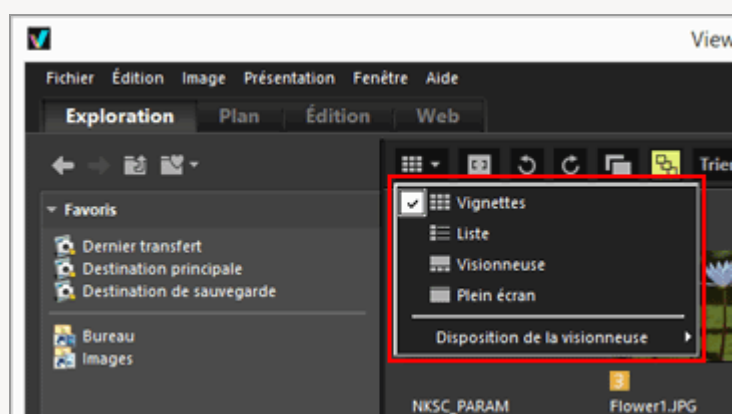 View
Fichier Édition Image Présentation Fenêtre Aide
Exploration Plan Édition Web
Trier
Favoris
Vignettes
Liste
Dernier transfert
Destination principale
Visionneuse
Destination de sauvegarde
Plein écran
Bureau
Disposition de la visionneuse
Images
3
NKSC_PARAM Flower1.JPG